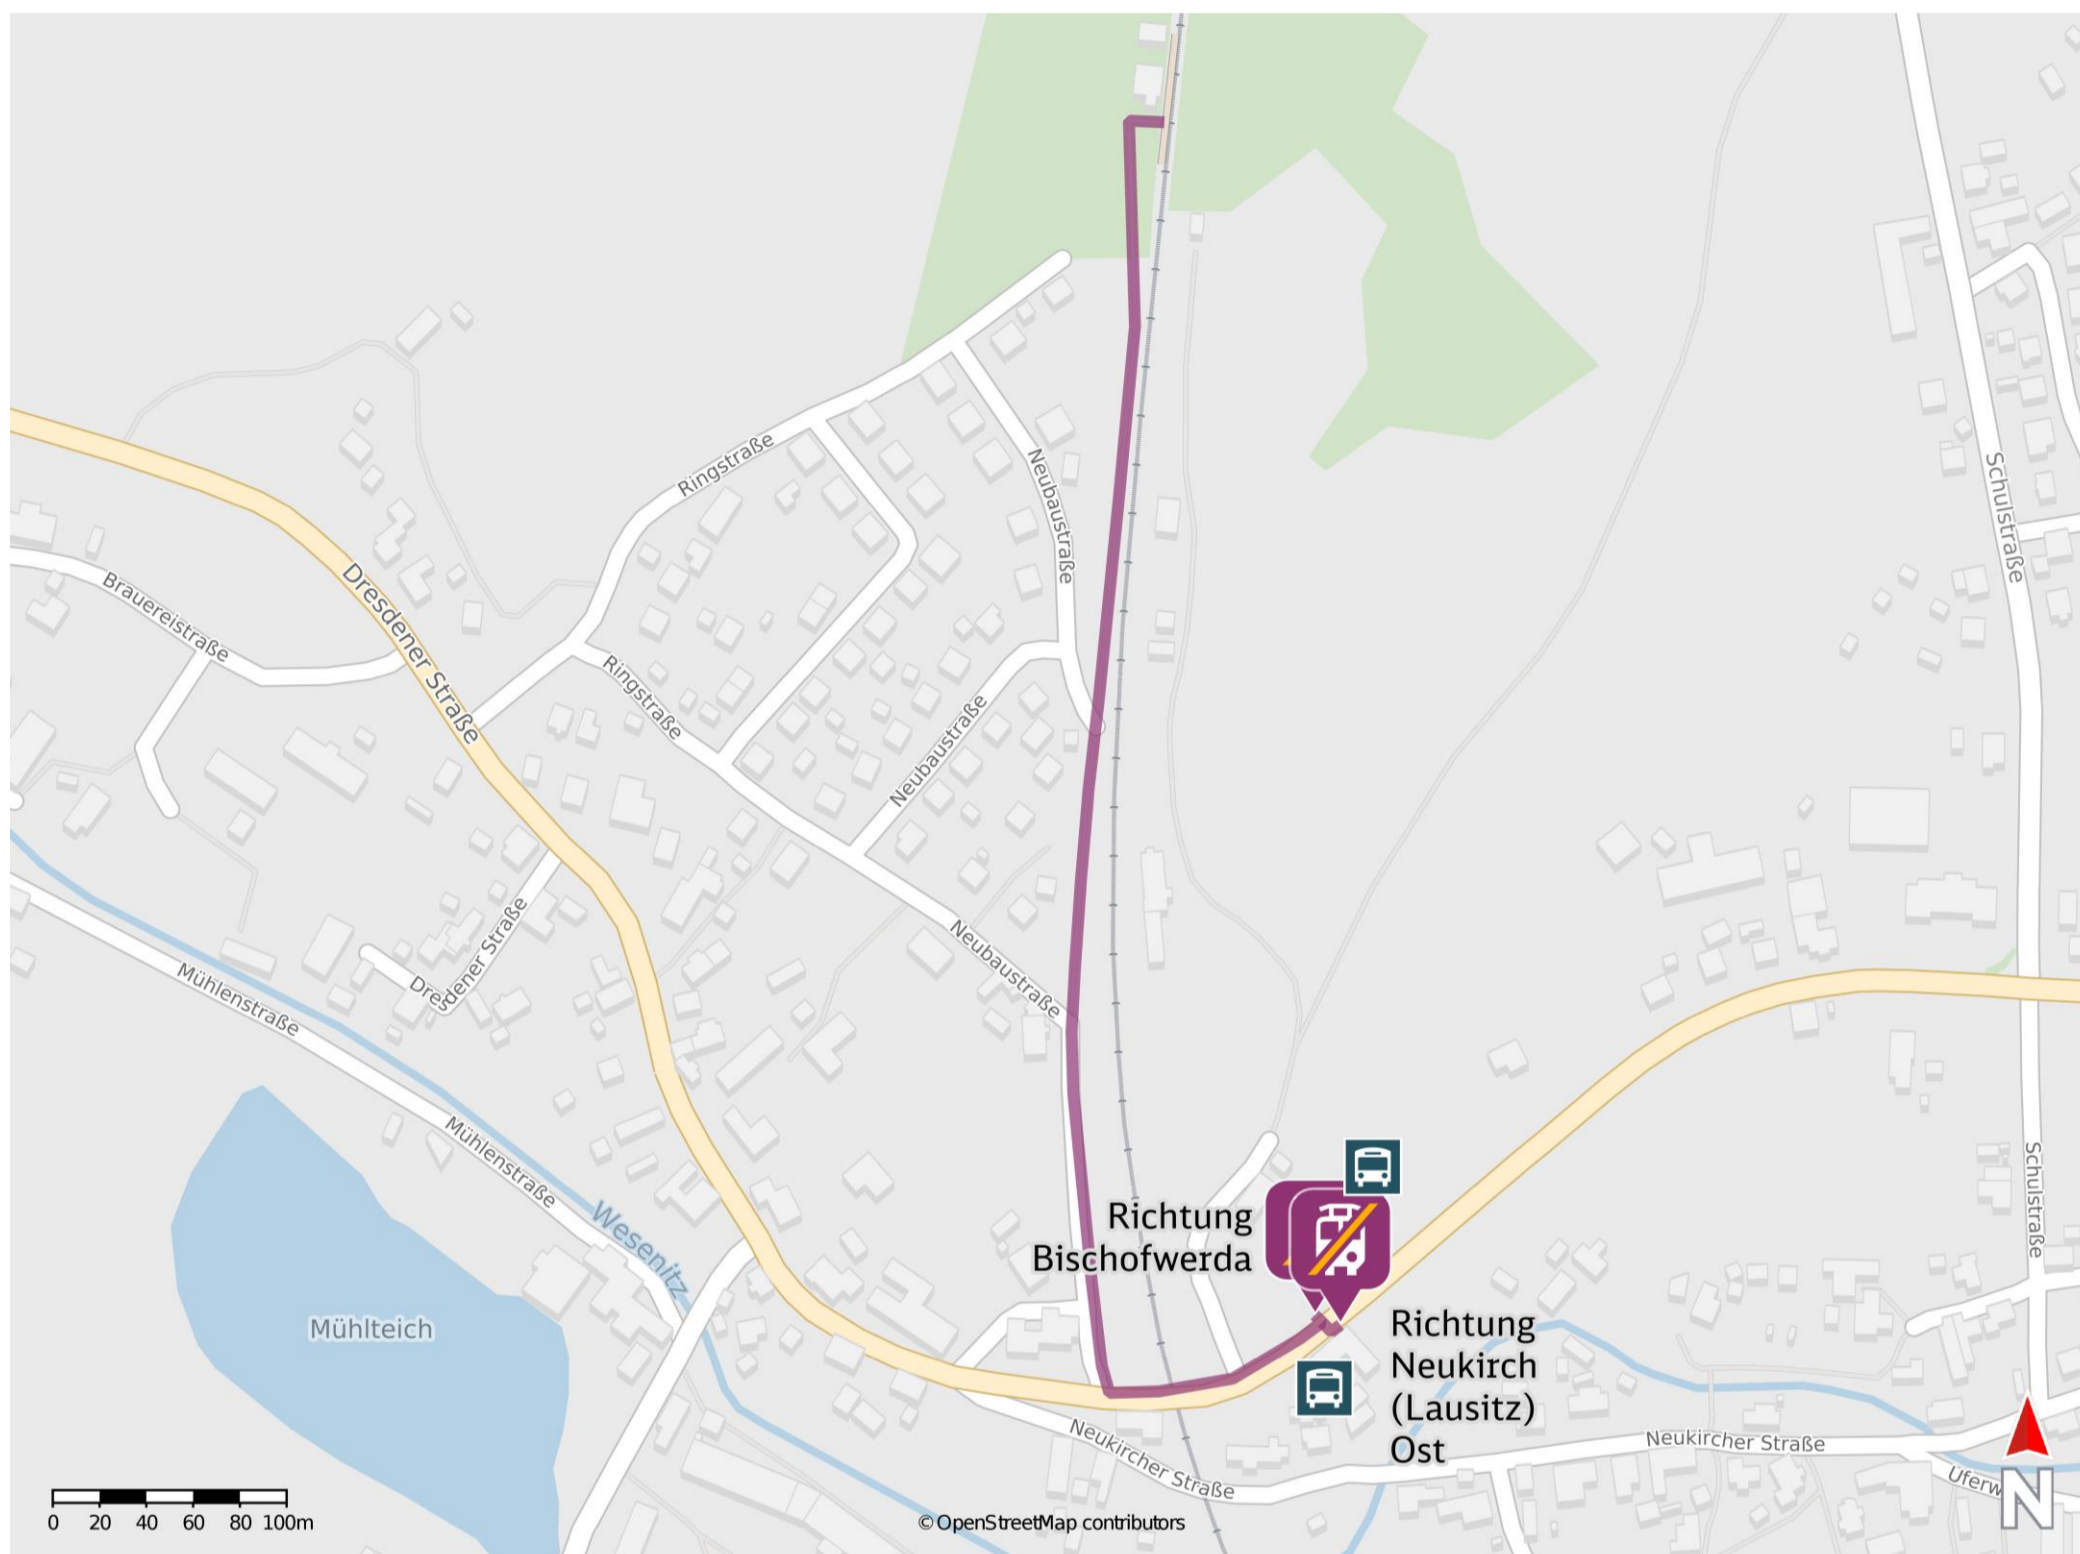 Ringstraße
Neubaustraße
Schulstraße
Dresdener Straße
Brauereistraße
Ringstraße
Neubaustraße
Dresdener Straße
Neubaustraße
Mühlenstraße
Mühlenstraße
Wesenitz
Schulstraße
Richtung
Bischofwerda
Mühlteich
Richtung
Neukirch
(Lausitz)
Ost
Neukircher Straße
Neukircher Straße
N
0 20 40 60 80 100m
© OpenStreetMap contributors